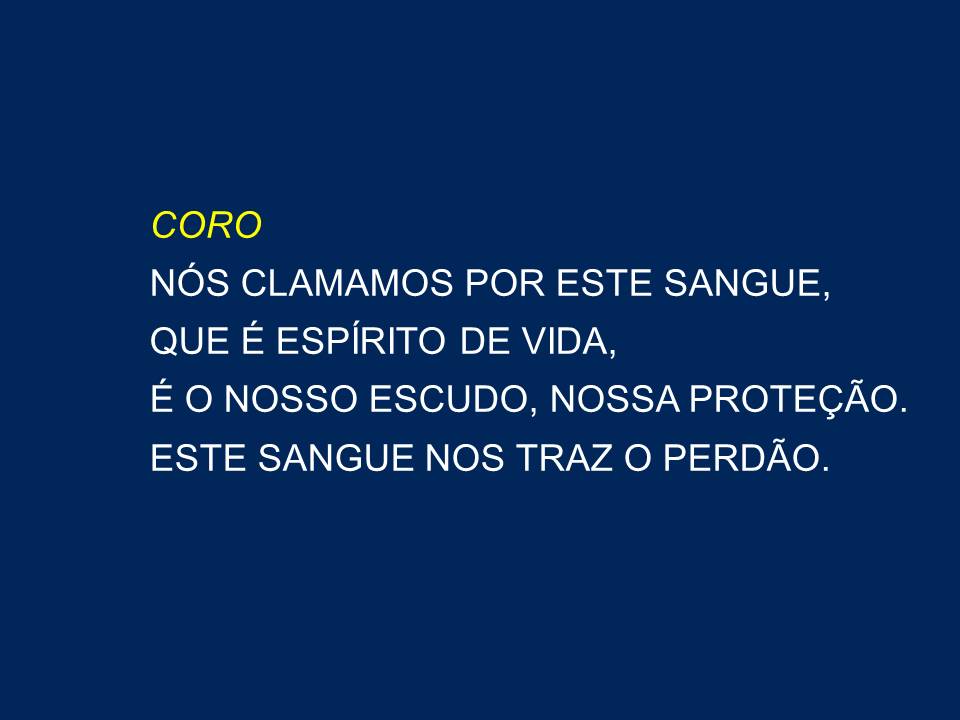 CORO
NÓS CLAMAMOS POR ESTE SANGUE,
QUE É ESPÍRITO DE VIDA,
É O NOSSO ESCUDO, NOSSA PROTEÇÃO.
ESTE SANGUE NOS TRAZ O PERDÃO.